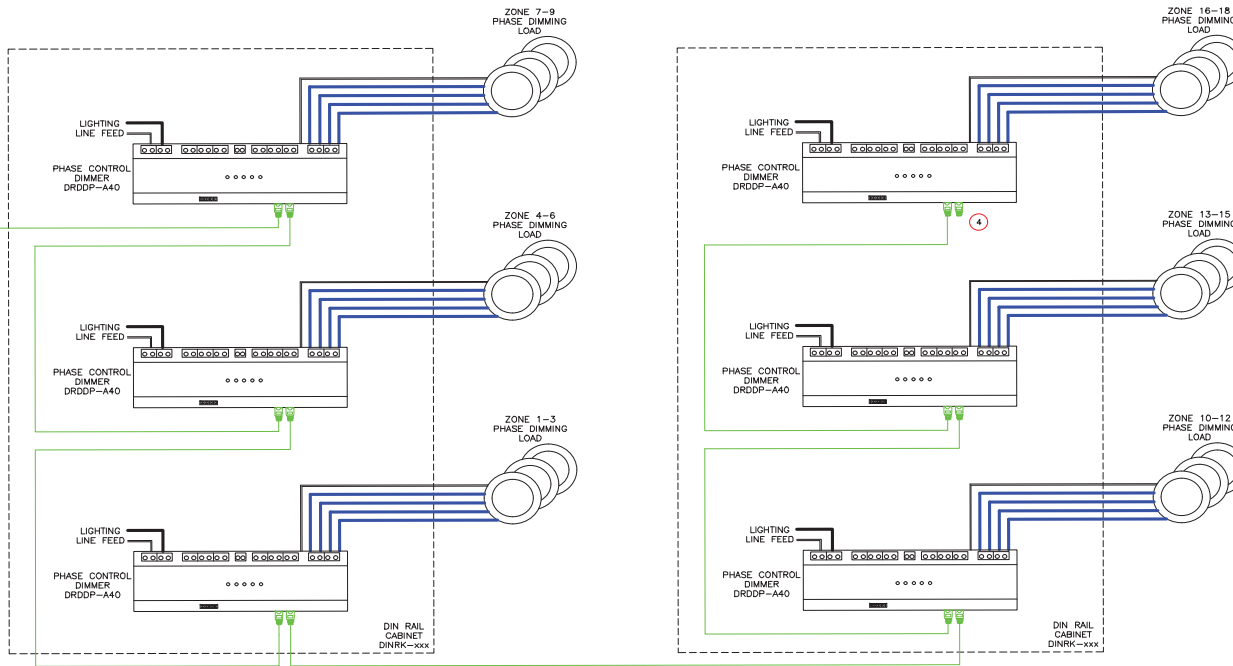 ZONE 7-9
PHASE DIMMING
LOAD
LIGHTING
LINE FEED
PHASE CONTROL
DIMMER
DRDDP-A40
ZONE 4-6
PHASE DIMMING
LOAD
LIGHTING
LINE FEED
PHASE CONTROL
DIMMER
DRDDP-A40
ZONE 1-3
PHASE DIMMING
LOAD
LIGHTING
LINE FEED
PHASE CONTROL
DIMMER
DRDDP-A40
DIN RAIL
CABINET
DINRK-xxx
ZONE 16-18
PHASE DIMMING
LOAD
LIGHTING
LINE FEED
PHASE CONTROL
DIMMER
DRDDP-A40
4
ZONE 13-15
PHASE DIMMING
LOAD
LIGHTING
LINE FEED
PHASE CONTROL
DIMMER
DRDDP-A40
ZONE 10-12
PHASE DIMMING
LOAD
LIGHTING
LINE FEED
PHASE CONTROL
DIMMER
DRDDP-A40
DIN RAIL
CABINET
DINRK-xxx